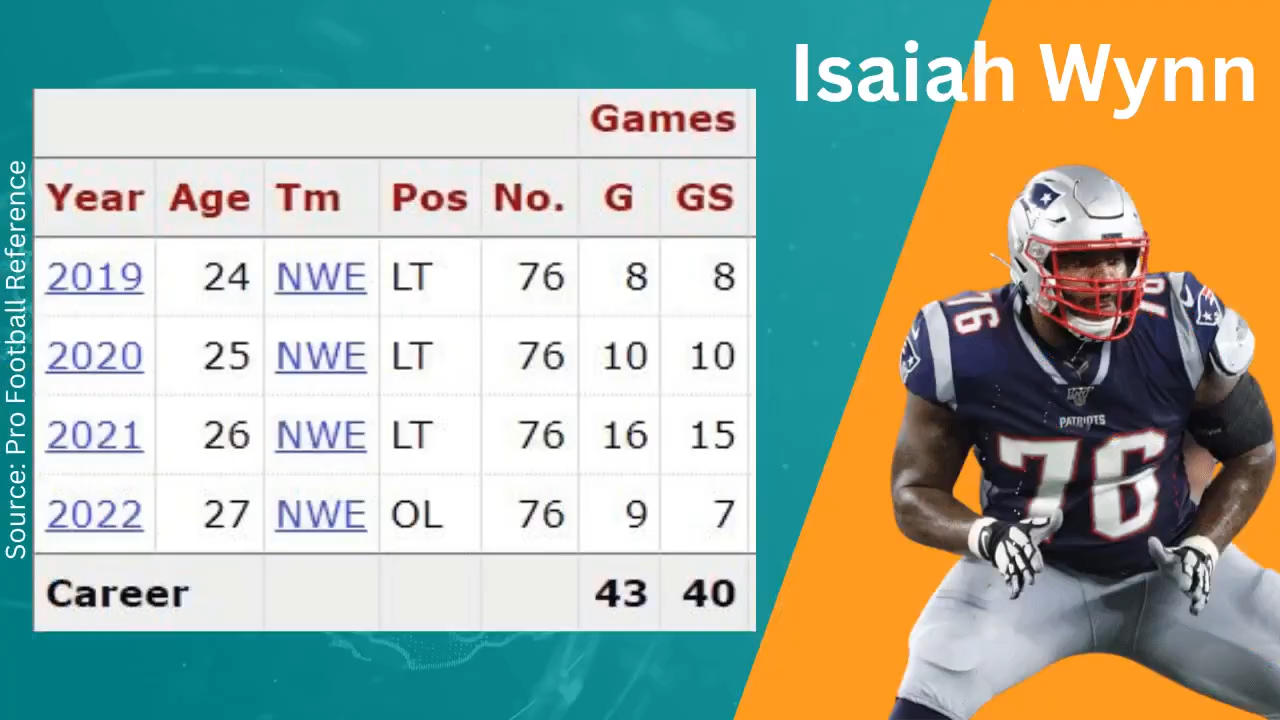 Isaiah Wynn
Source: Pro Football Reference
Games
Year Age Tm Pos No. G GS
2019 24 NWE LT 76 8 8
2020 25 NWE LT 76 10 10
2021 26 NWE LT 76 16 15
2022 27 NWE OL 76 9 7
Career 43 40
76
76
PATRIOTS
76